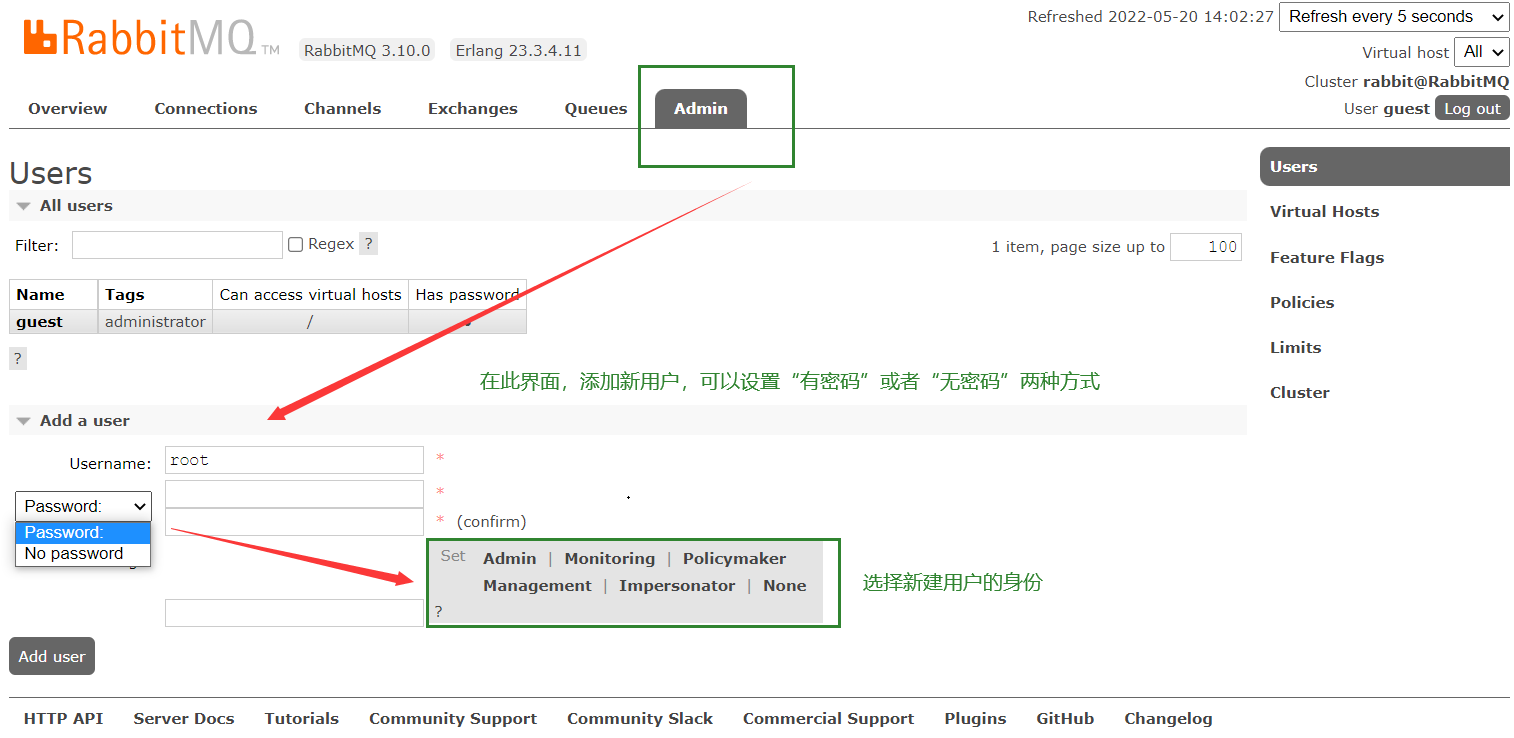 RabbitMQ TM RabbitMQ 3.10.0 Erlang 23.3.4.11
Refreshed 2022-05-20 14:02:27 Refresh every 5 seconds
Virtual host All
Cluster rabbit@RabbitMQ
User guest Log out
Overview Connections Channels Exchanges Queues Admin
Users
All users
Filter: Regex ? 1 item, page size up to 100
Name Tags Can access virtual hosts Has password
guest administrator /
?
在此界面，添加新用户，可以设置“有密码”或者“无密码”两种方式
Add a user
Username: root *
Password: *
* (confirm)
Password:
No password
Set Admin | Monitoring | Policymaker
Management | Impersonator | None
?
选择新建用户的身份
Add user
Users
Virtual Hosts
Feature Flags
Policies
Limits
Cluster
HTTP API Server Docs Tutorials Community Support Community Slack Commercial Support Plugins GitHub Changelog